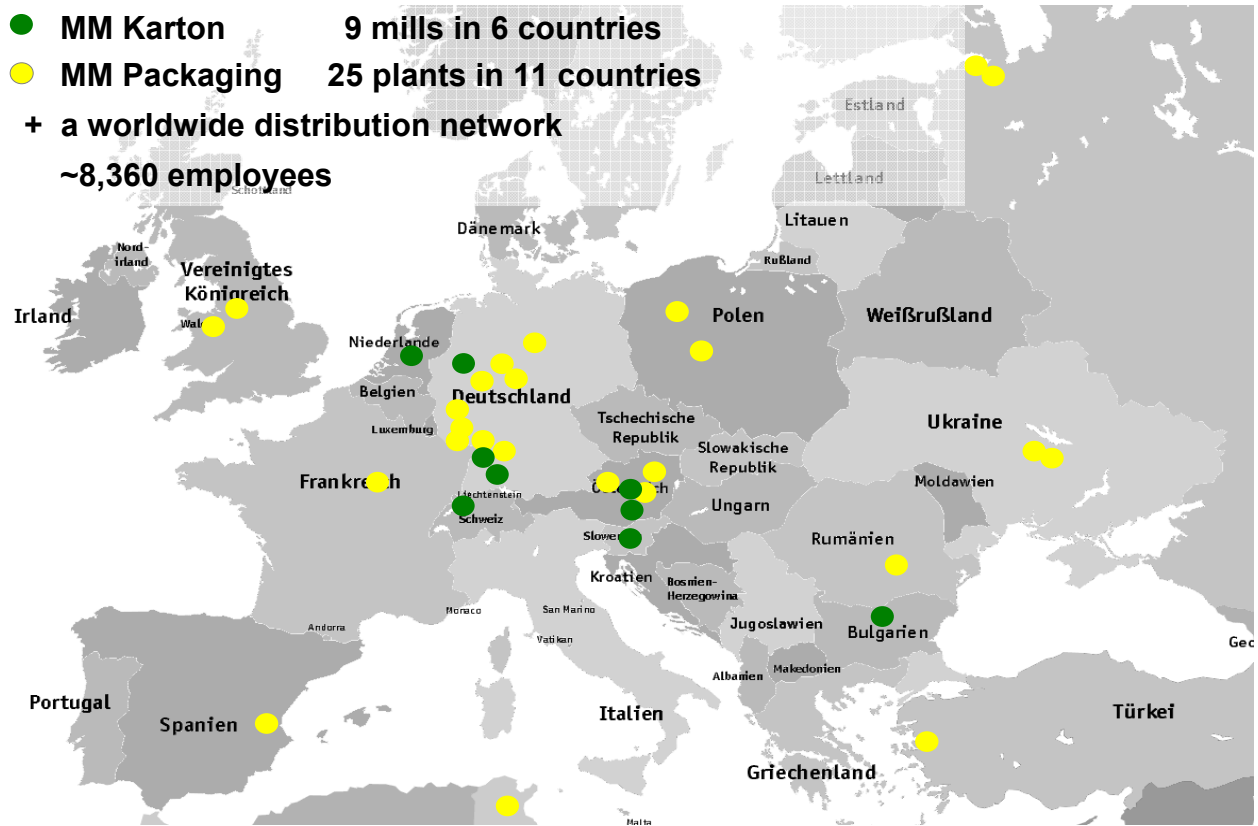 MM Karton 9 mills in 6 countries
MM Packaging 25 plants in 11 countries
+ a worldwide distribution network
~8,360 employees
Estland
Lettland
Schottland
Litauen
Dänemark
Rußland
Nord-
irland
Vereinigtes
Königreich
Irland
Polen
Weißrußland
Niederlande
Belgien
Deutschland
Luxemburg
Tschechische
Republik
Ukraine
Slowakische
Republik
Frankreich
Moldawien
Liechtenstein
Schweiz
Ungarn
Rumänien
Kroatien
Bosnien-
Herzegowina
Monaco
San Marino
Andorra
Vatikan
Jugoslawien
Bulgarien
Geo
Albanien
Makedonien
Portugal
Spanien
Italien
Türkei
Griechenland
Malta